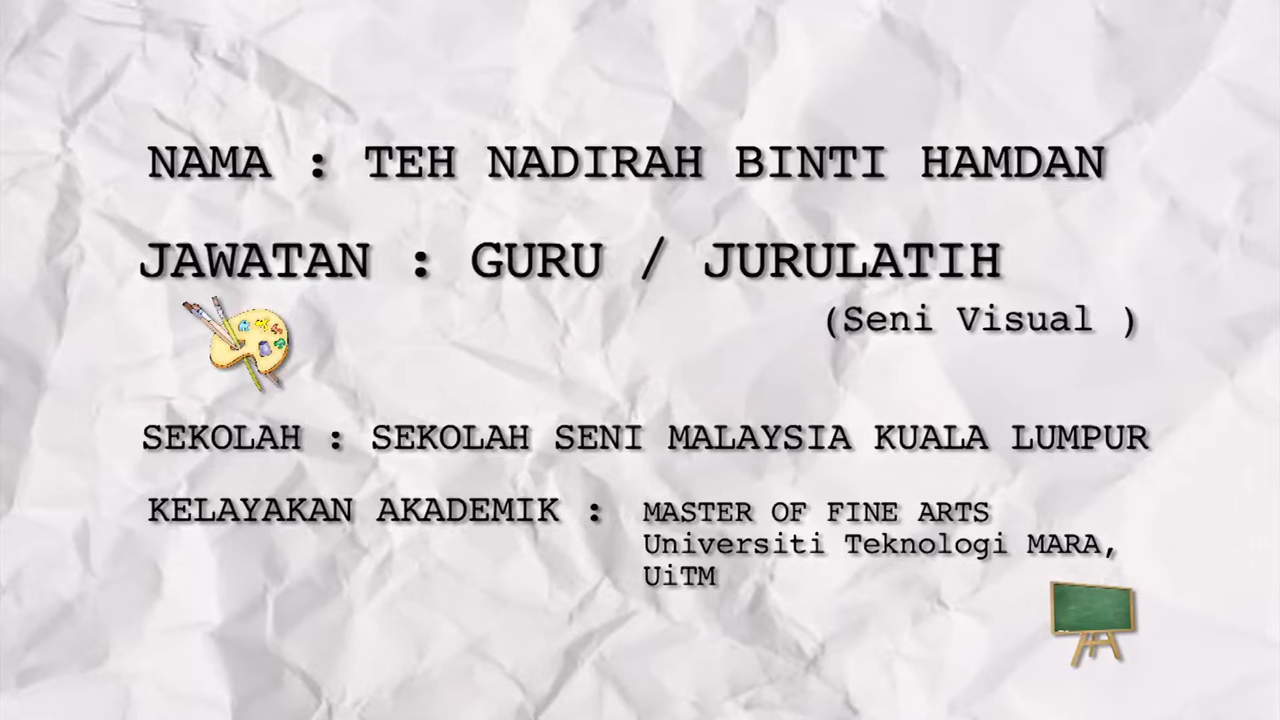 NAMA : TEH NADIRAH BINTI HAMDAN
JAWATAN : GURU / JURULATIH
(Seni Visual )
SEKOLAH : SEKOLAH SENI MALAYSIA KUALA LUMPUR
KELAYAKAN AKADEMIK : MASTER OF FINE ARTS
Universiti Teknologi MARA,
UiTM